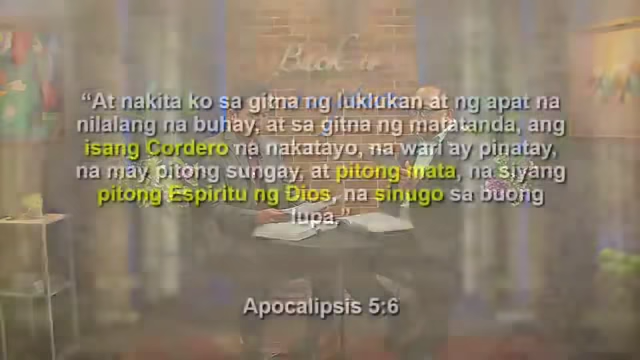 “At nakita ko sa gitna ng luklukan at ng apat na
nilalang na buhay, at sa gitna ng matatanda, ang
isang Cordero na nakatayo, na wari ay pinatay,
na may pitong sungay, at pitong mata, na siyang
pitong Espiritu ng Dios, na sinugo sa buong
lupa.”
Apocalipsis 5:6